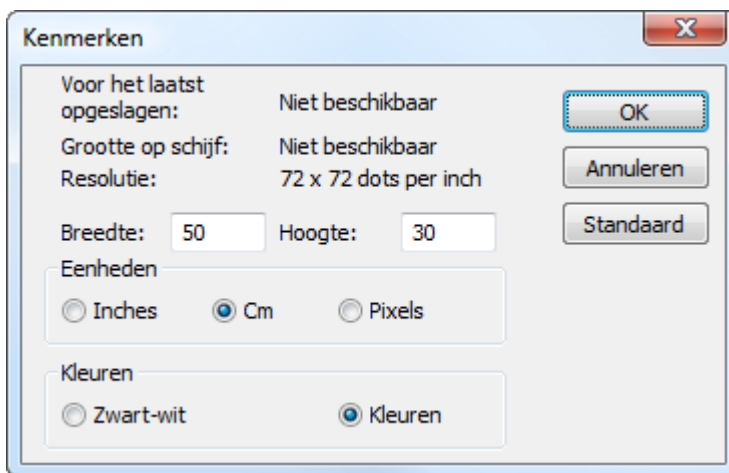 Kenmerken
Voor het laatst
opgeslagen:
Niet beschikbaar
OK
Grootte op schijf: Niet beschikbaar
Resolutie: 72 x 72 dots per inch
Annuleren
Breedte: 50 Hoogte: 30
Standaard
Eenheden
Inches Cm Pixels
Kleuren
Zwart-wit Kleuren